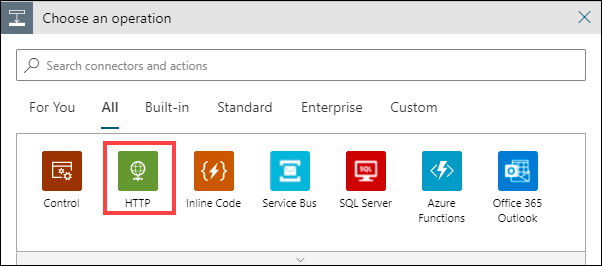 Choose an operation
Search connectors and actions
For You All Built-in Standard Enterprise Custom
SQL
Control HTTP Inline Code Service Bus SQL Server Azure Functions Office 365 Outlook